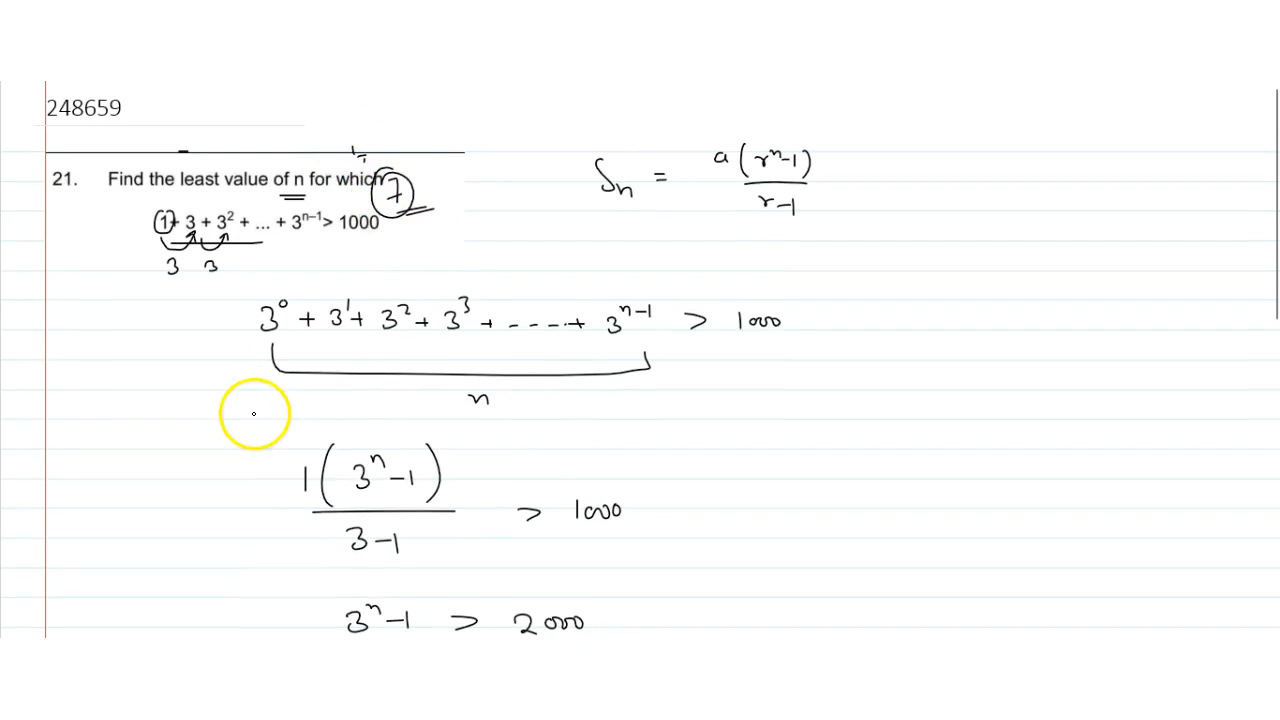 248659
21. Find the least value of n for which
7
1 + 3 + 3² + ... + 3ⁿ⁻¹ > 1000
3 3
Sₙ = a(rⁿ-1)
r-1
3⁰ + 3¹ + 3² + 3³ + ---- + 3ⁿ⁻¹ > 1000
n
1(3ⁿ-1)
3-1
> 1000
3ⁿ-1 > 2000